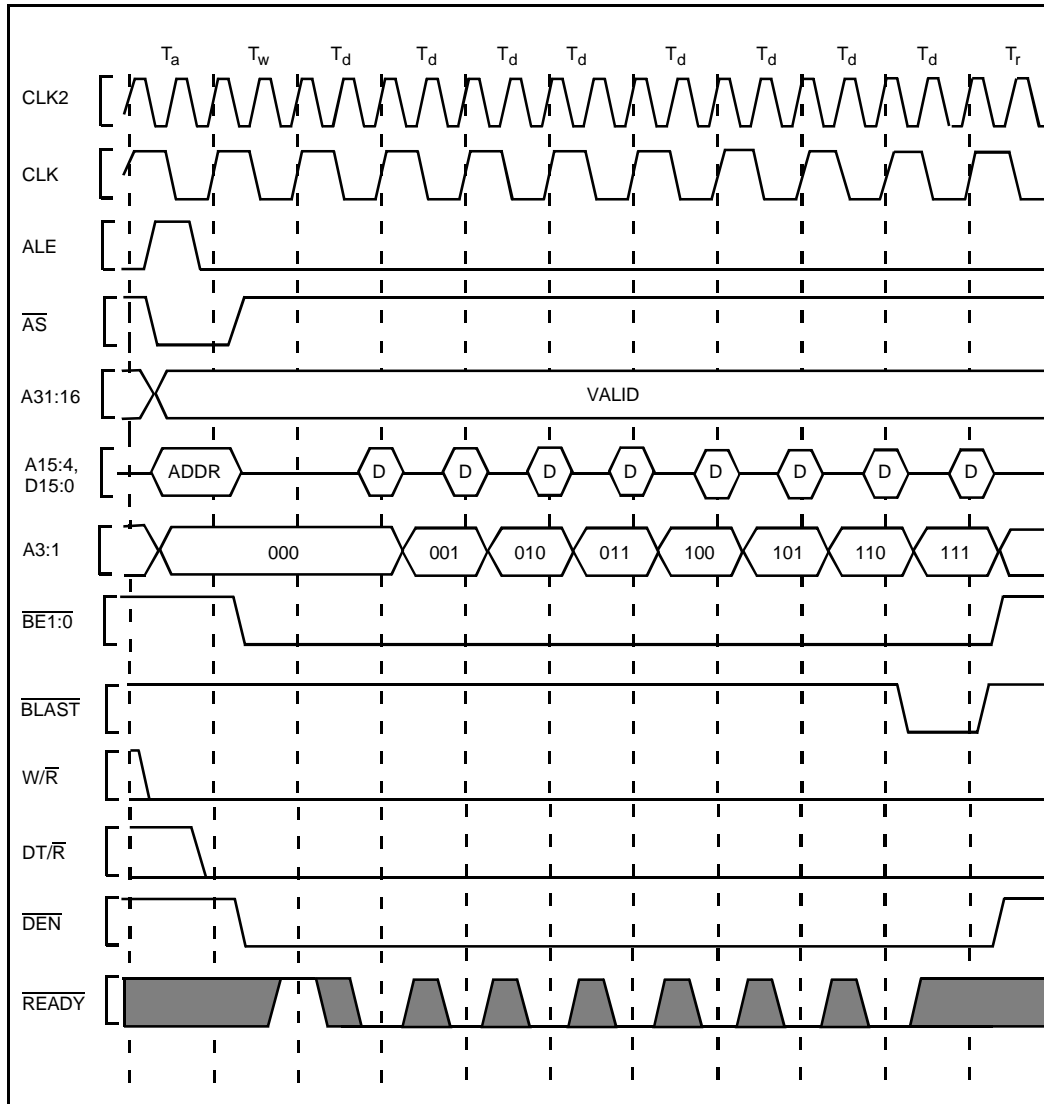 Ta Tw Td Td Td Td Td Td Td Td Tr
CLK2
CLK
ALE
AS
A31:16 VALID
A15:4,
D15:0
ADDR D D D D D D D D
A3:1 000 001 010 011 100 101 110 111
BE1:0
BLAST
W/R
DT/R
DEN
READY